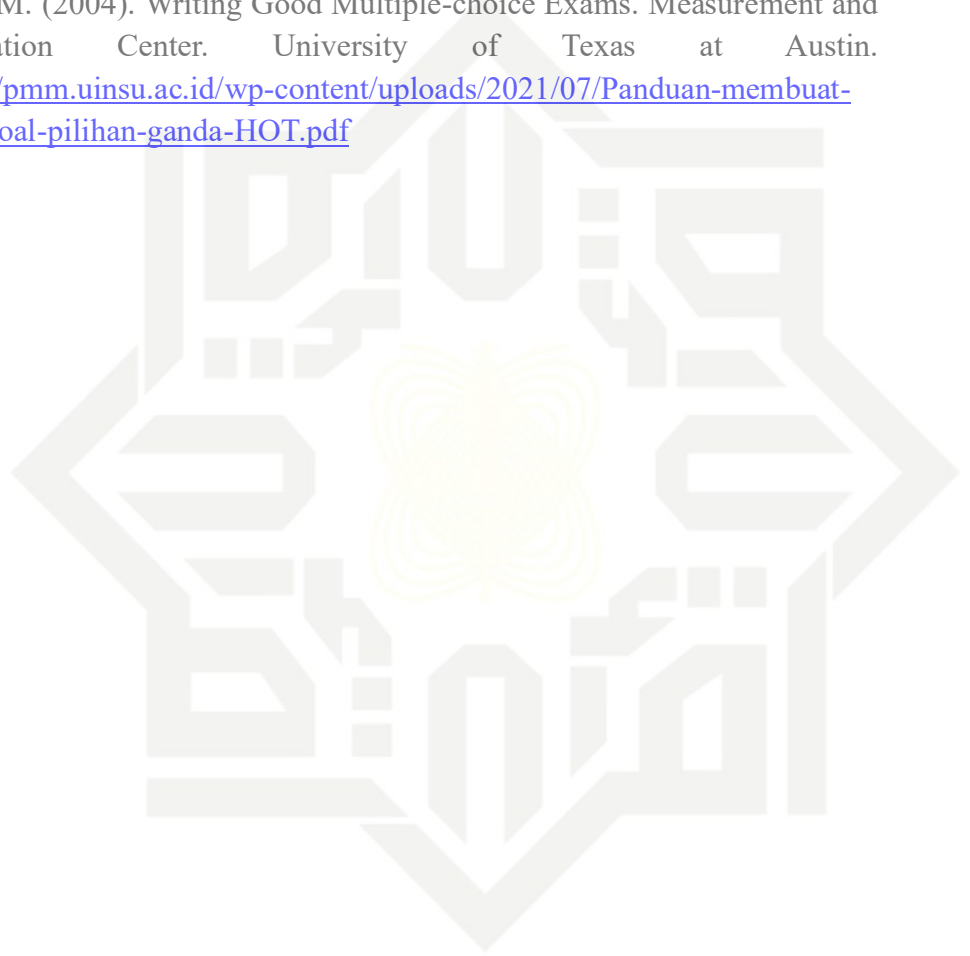 M. (2004). Writing Good Multiple-choice Exams. Measurement and
ation Center. University of Texas at Austin.
/pmm.uinsu.ac.id/wp-content/uploads/2021/07/Panduan-membuat-
oal-pilihan-ganda-HOT.pdf